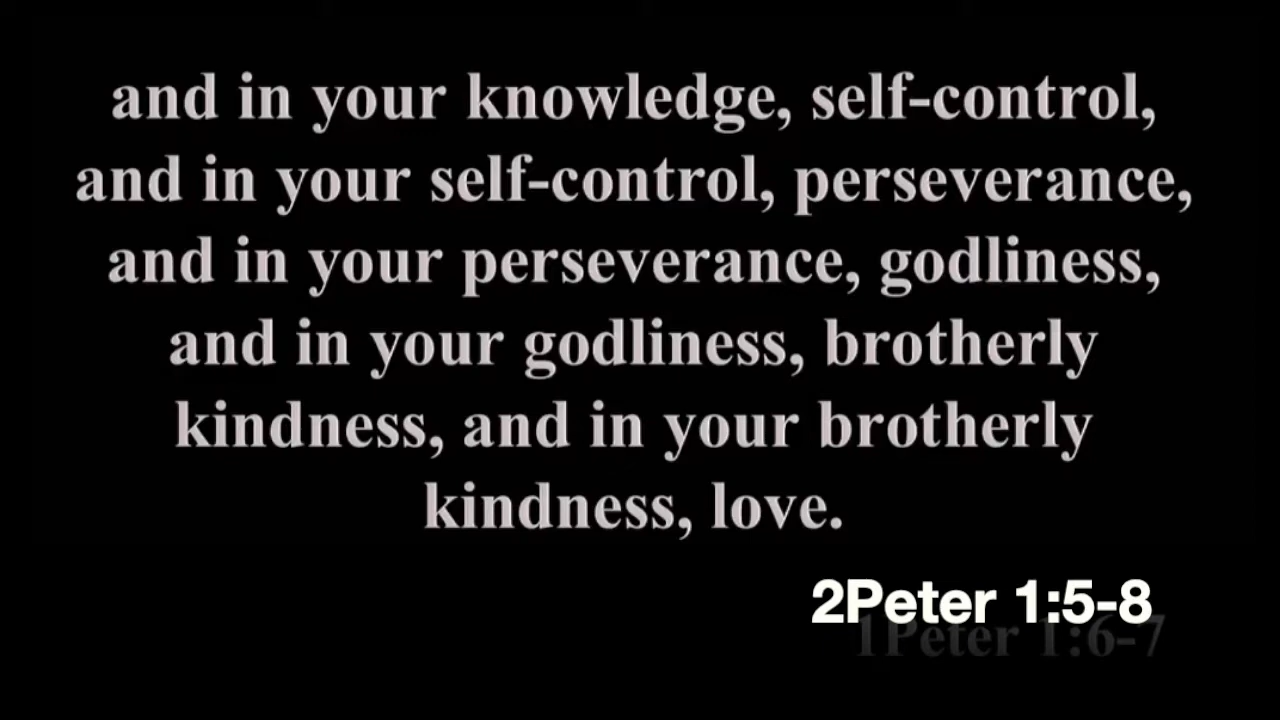 and in your knowledge, self-control,
and in your self-control, perseverance,
and in your perseverance, godliness,
and in your godliness, brotherly
kindness, and in your brotherly
kindness, love.
2Peter 1:5-8
1Peter 1:6-7